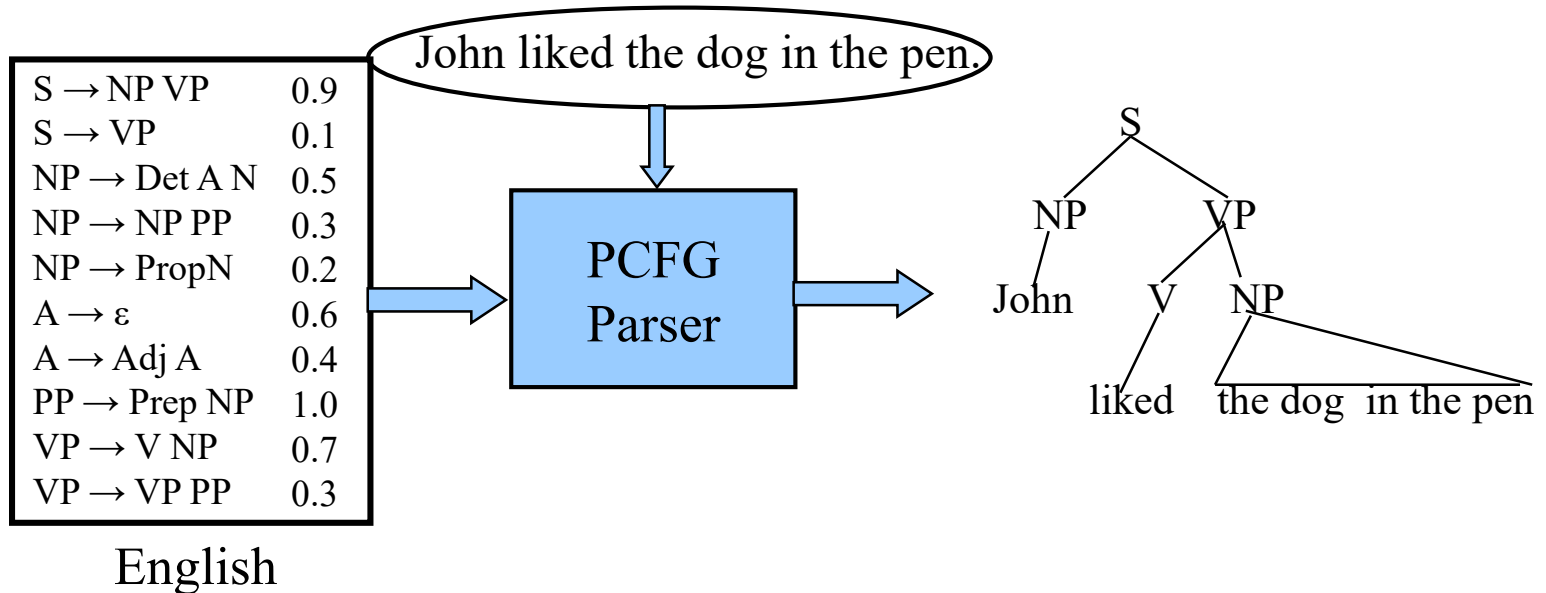 John liked the dog in the pen.
S → NP VP 0.9
S → VP 0.1
NP → Det A N 0.5
NP → NP PP 0.3
NP → PropN 0.2
A → ε 0.6
A → Adj A 0.4
PP → Prep NP 1.0
VP → V NP 0.7
VP → VP PP 0.3
English
PCFG
Parser
S
NP VP
John V NP
liked the dog in the pen